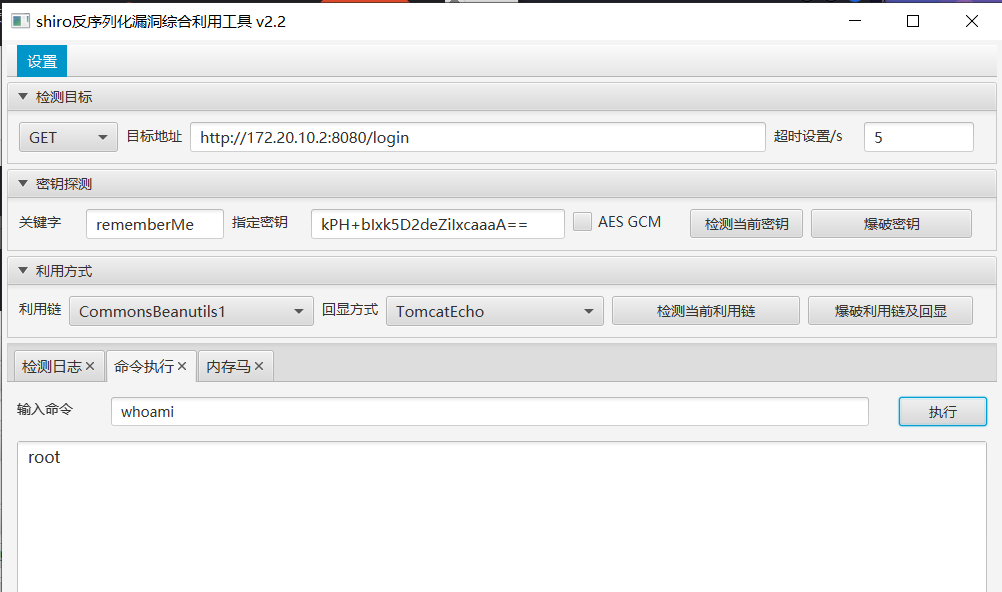 shiro反序列化漏洞综合利用工具 v2.2
设置
检测目标
GET 目标地址 http://172.20.10.2:8080/login 超时设置/s 5
密钥探测
关键字 rememberMe 指定密钥 kPH+bIxk5D2deZiIxcaaaA== AES GCM 检测当前密钥 爆破密钥
利用方式
利用链 CommonsBeanutils1 回显方式 TomcatEcho 检测当前利用链 爆破利用链及回显
检测日志 命令执行 内存马
输入命令 whoami 执行
root